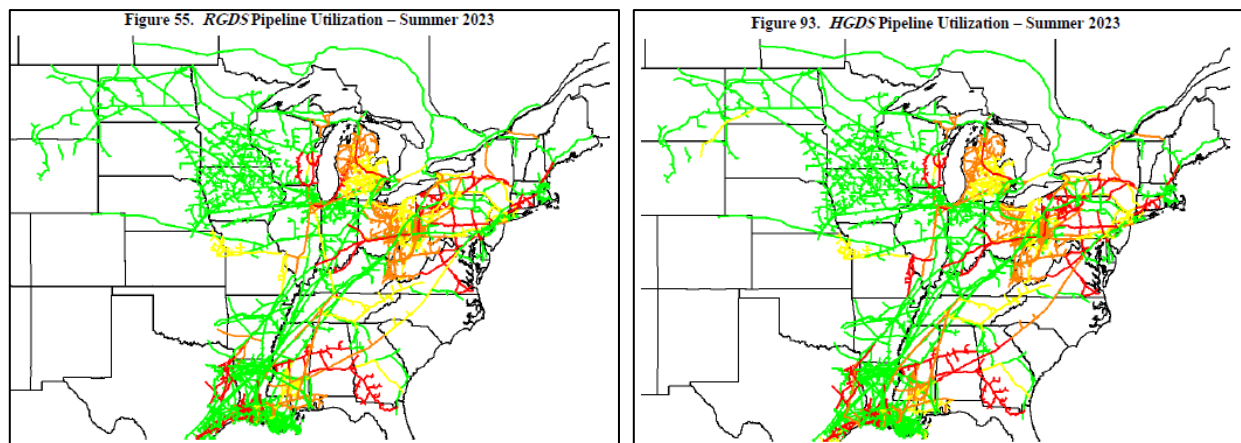 Figure 55. RGDS Pipeline Utilization – Summer 2023
Figure 93. HGDS Pipeline Utilization – Summer 2023